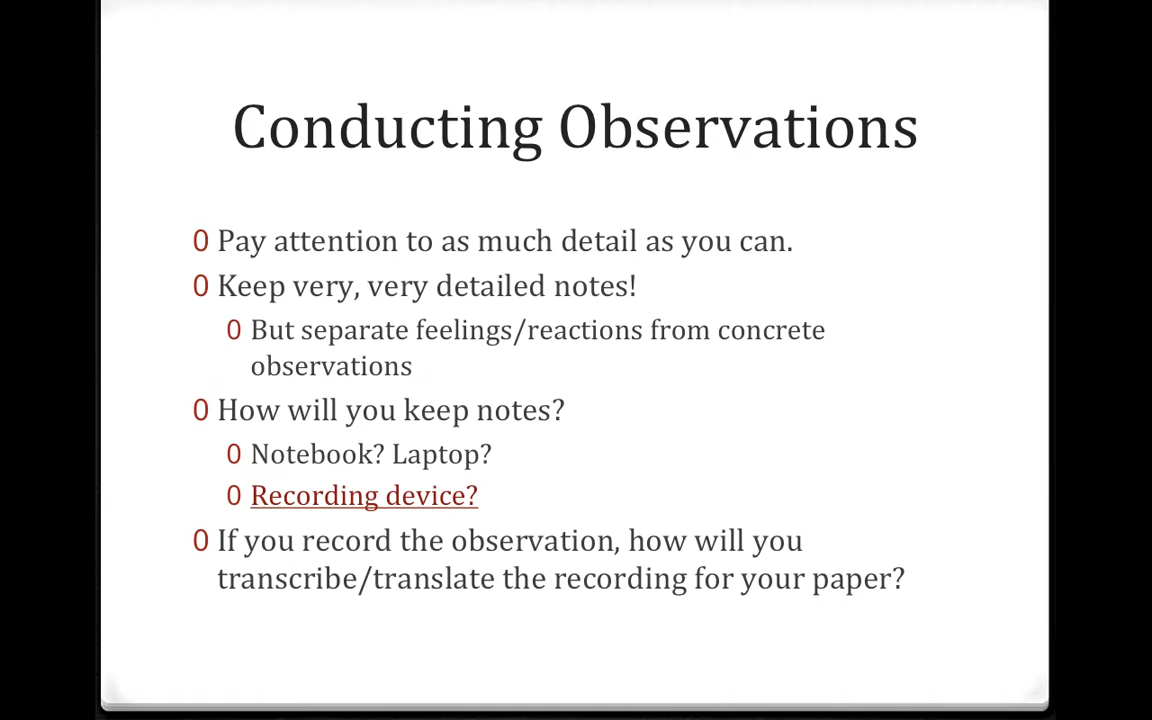 Conducting Observations
0 Pay attention to as much detail as you can.
0 Keep very, very detailed notes!
0 But separate feelings/reactions from concrete
observations
0 How will you keep notes?
0 Notebook? Laptop?
0 Recording device?
0 If you record the observation, how will you
transcribe/translate the recording for your paper?